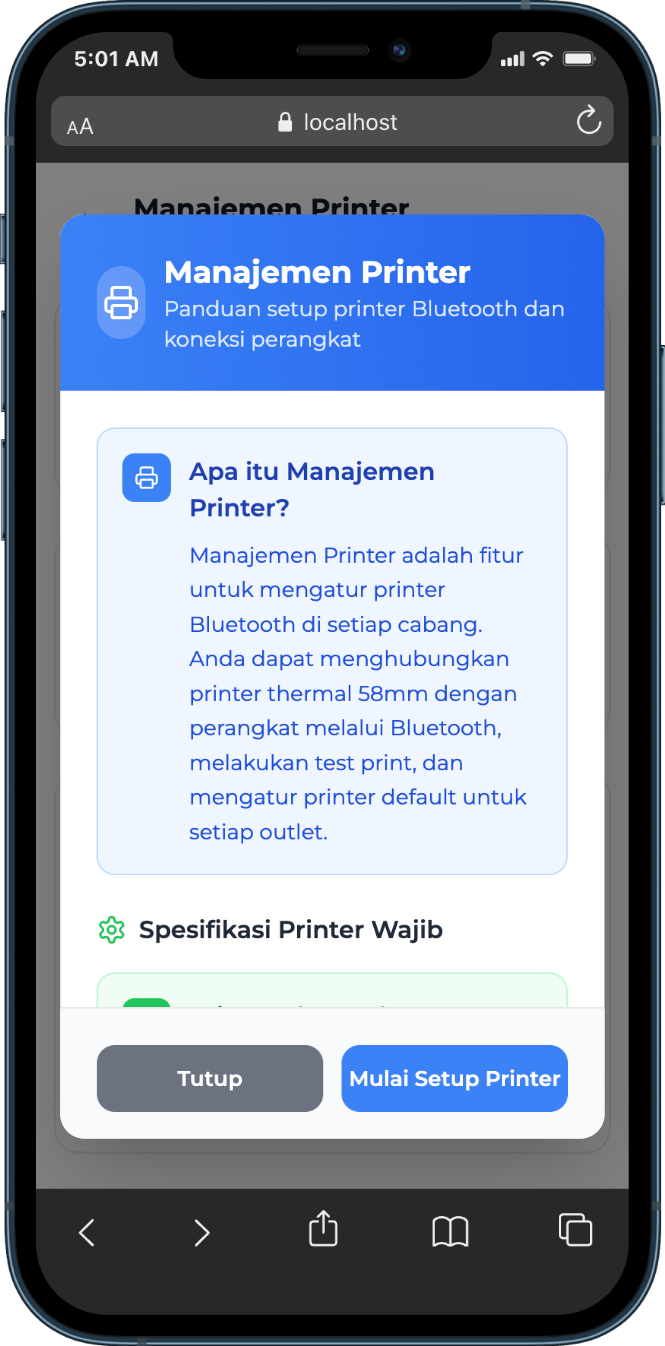 5:01 AM
AA
localhost
Manajemen Printer
Manajemen Printer
Panduan setup printer Bluetooth dan
koneksi perangkat
Apa itu Manajemen
Printer?
Manajemen Printer adalah fitur
untuk mengatur printer
Bluetooth di setiap cabang.
Anda dapat menghubungkan
printer thermal 58mm dengan
perangkat melalui Bluetooth,
melakukan test print, dan
mengatur printer default untuk
setiap outlet.
Spesifikasi Printer Wajib
Tutup
Mulai Setup Printer